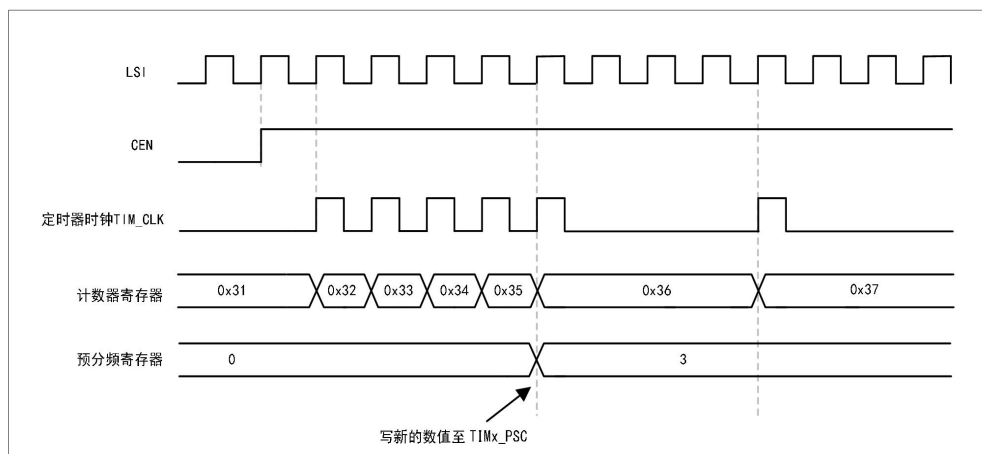 LSI
CEN
定时器时钟TIM_CLK
计数器寄存器 0x31 0x32 0x33 0x34 0x35 0x36 0x37
预分频寄存器 0 3
写新的数值至 TIMx_PSC